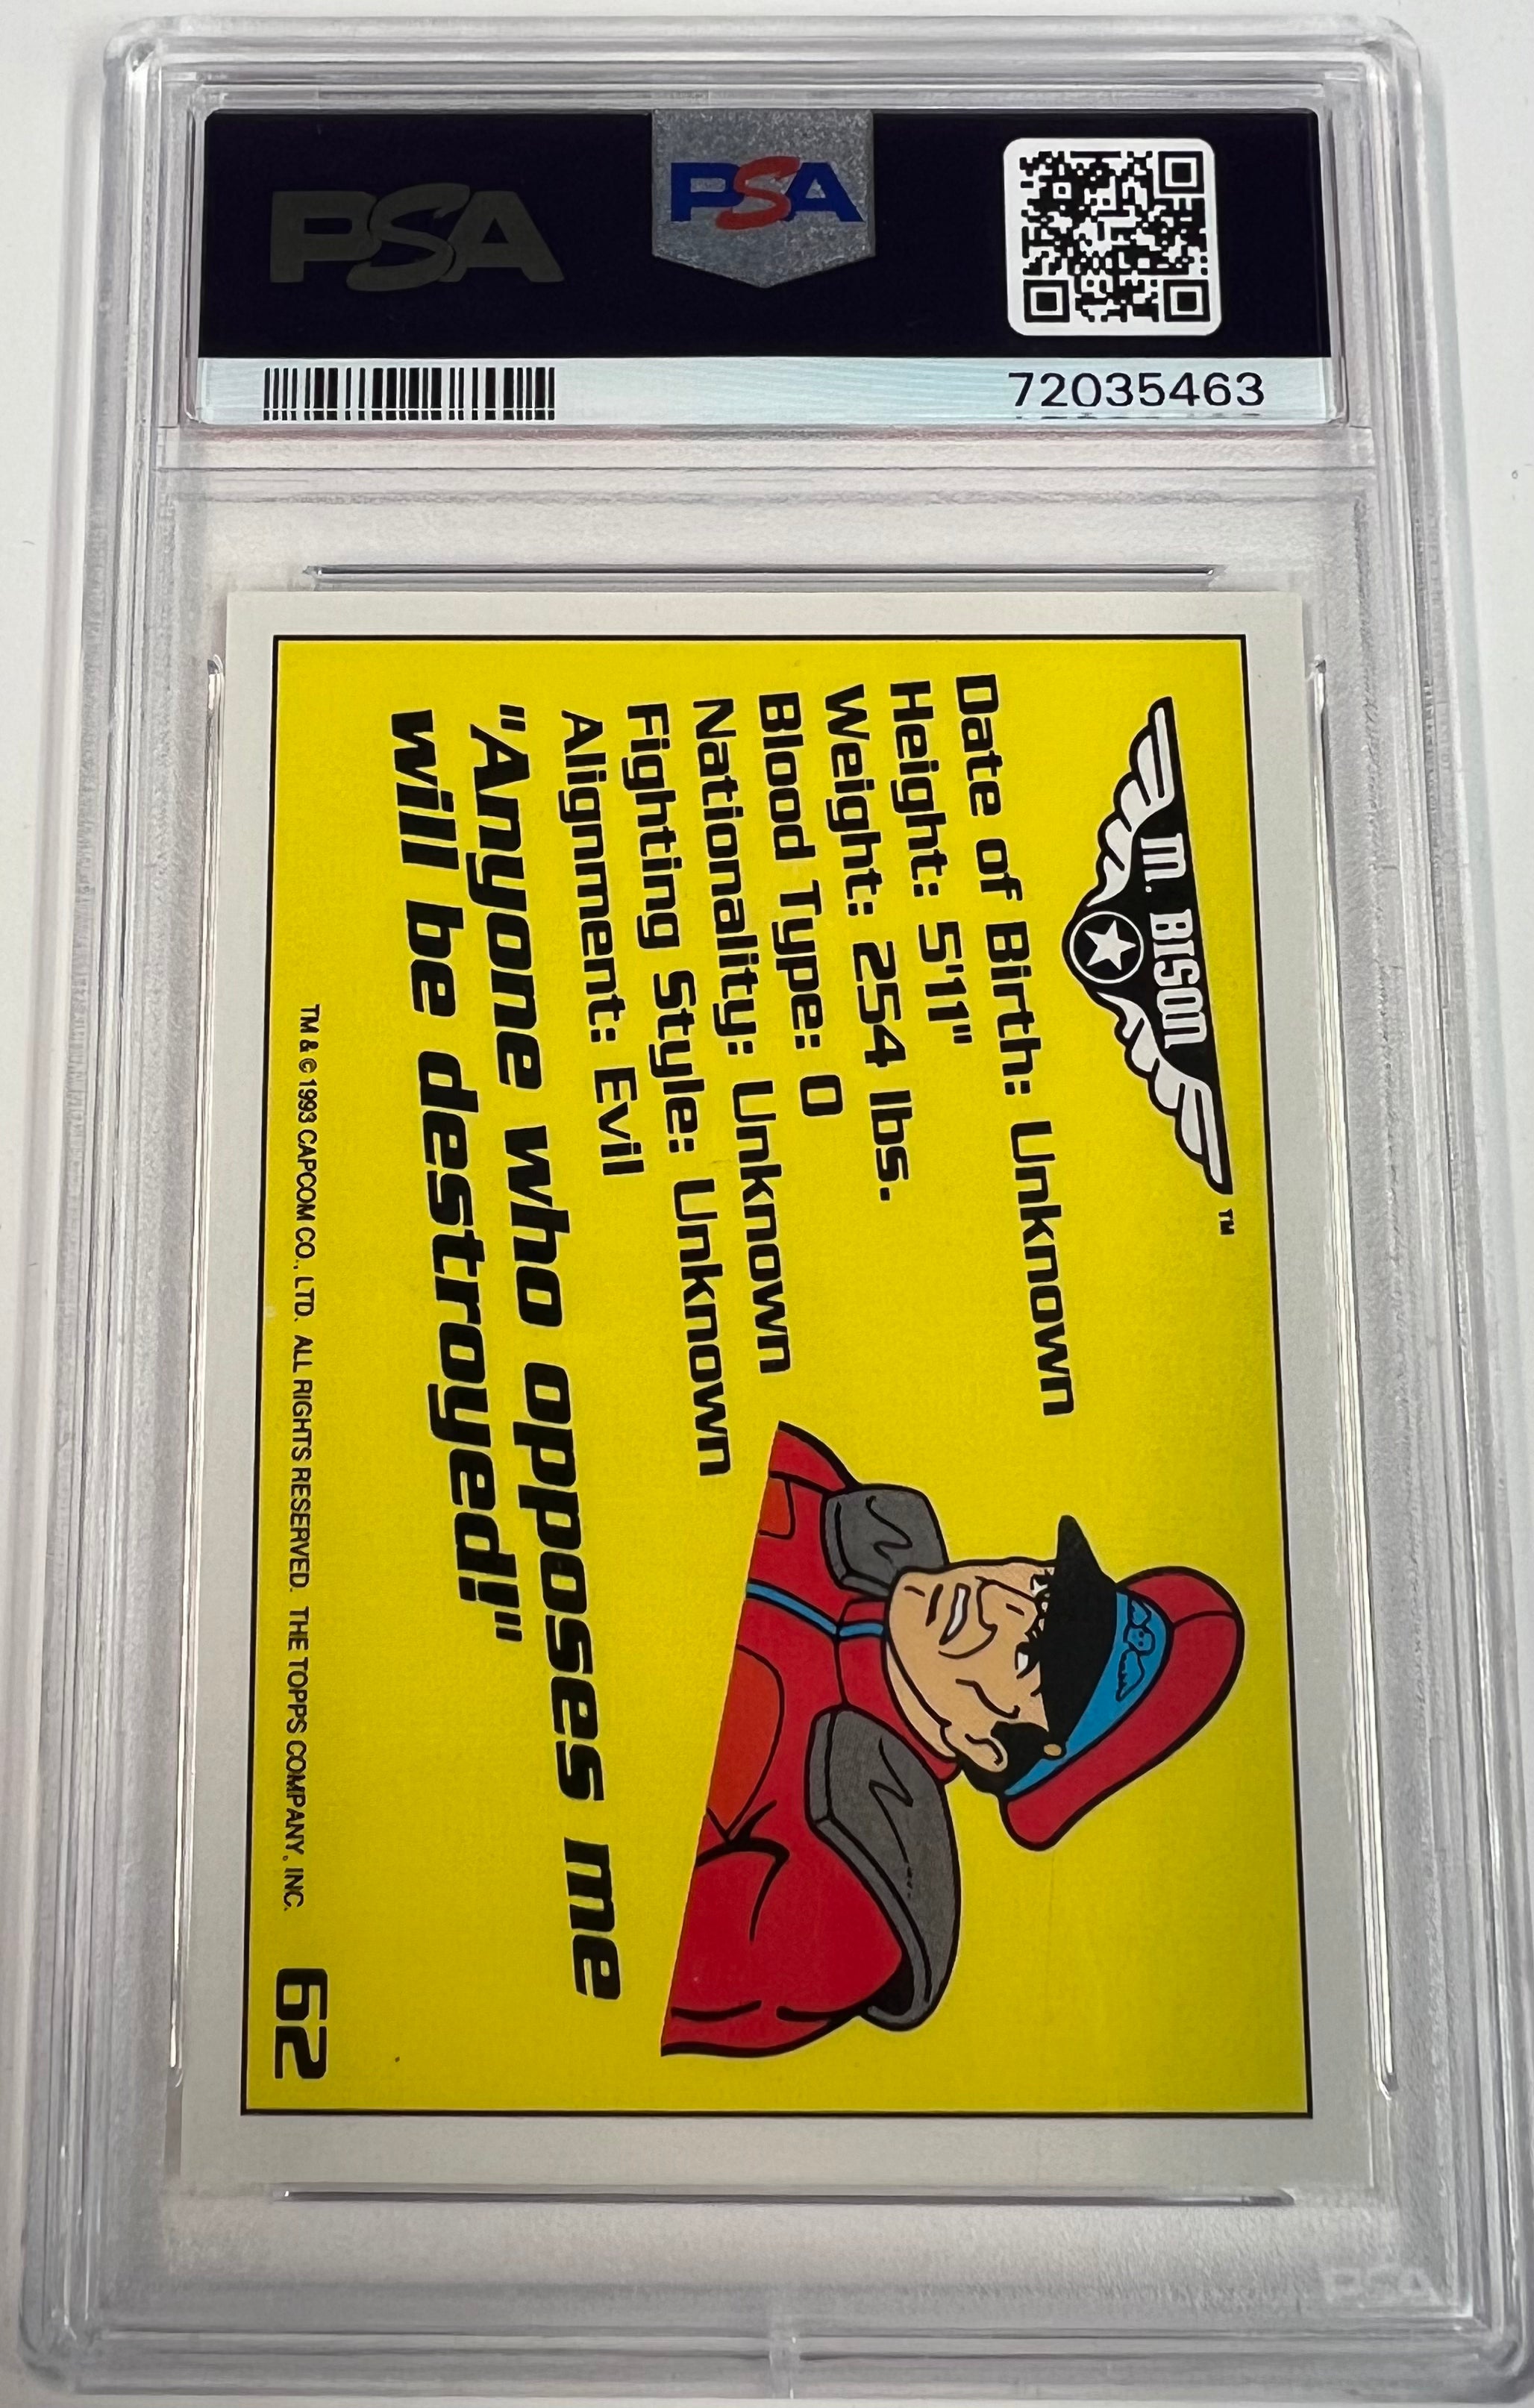 PSA
PSA
72035463
M. BISON
TM
Date of Birth: Unknown
Height: 5'11"
Weight: 254 lbs.
Blood Type: O
Nationality: Unknown
Fighting Style: Unknown
Alignment: Evil
"Anyone who opposes me
will be destroyed!"
TM & © 1993 CAPCOM CO., LTD. ALL RIGHTS RESERVED. THE TOPPS COMPANY, INC.
62
PSA